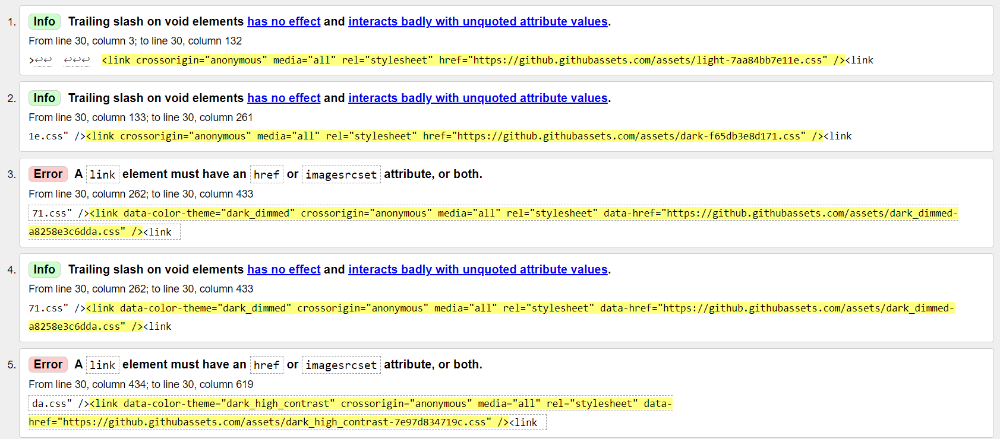 1. Info Trailing slash on void elements has no effect and interacts badly with unquoted attribute values.
From line 30, column 3; to line 30, column 132
>↩↩ ↩↩↩ <link crossorigin="anonymous" media="all" rel="stylesheet" href="https://github.githubassets.com/assets/light-7aa84bb7e11e.css" /><link
2. Info Trailing slash on void elements has no effect and interacts badly with unquoted attribute values.
From line 30, column 133; to line 30, column 261
1e.css" /><link crossorigin="anonymous" media="all" rel="stylesheet" href="https://github.githubassets.com/assets/dark-f65db3e8d171.css" /><link
3. Error A link element must have an href or imagesrcset attribute, or both.
From line 30, column 262; to line 30, column 433
71.css" /><link data-color-theme="dark_dimmed" crossorigin="anonymous" media="all" rel="stylesheet" data-href="https://github.githubassets.com/assets/dark_dimmed-
a8258e3c6dda.css" /><link
4. Info Trailing slash on void elements has no effect and interacts badly with unquoted attribute values.
From line 30, column 262; to line 30, column 433
71.css" /><link data-color-theme="dark_dimmed" crossorigin="anonymous" media="all" rel="stylesheet" data-href="https://github.githubassets.com/assets/dark_dimmed-
a8258e3c6dda.css" /><link
5. Error A link element must have an href or imagesrcset attribute, or both.
From line 30, column 434; to line 30, column 619
da.css" /><link data-color-theme="dark_high_contrast" crossorigin="anonymous" media="all" rel="stylesheet" data-
href="https://github.githubassets.com/assets/dark_high_contrast-7e97d834719c.css" /><link